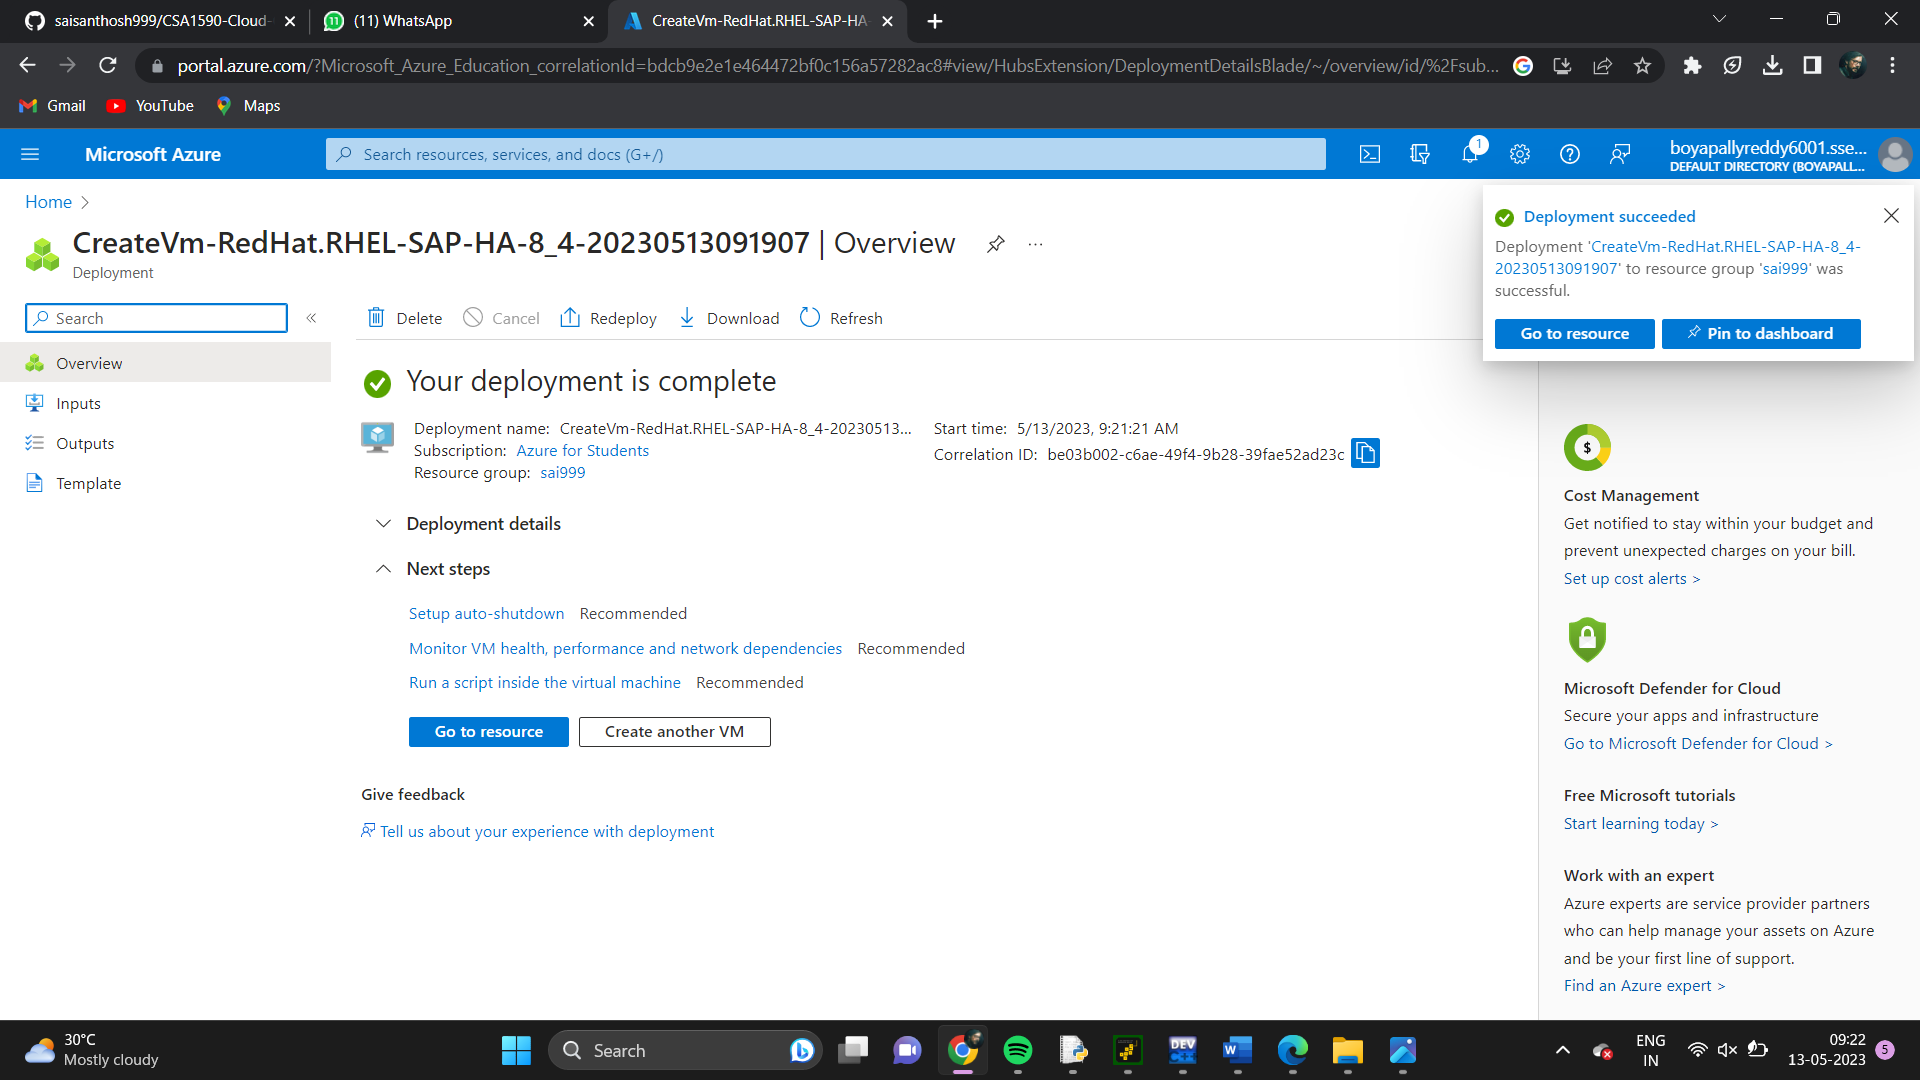 saisanthosh999/CSA1590-Cloud-
(11) WhatsApp
CreateVm-RedHat.RHEL-SAP-HA-
portal.azure.com/?Microsoft_Azure_Education_correlationId=bdcb9e2e1e464472bf0c156a57282ac8#view/HubsExtension/DeploymentDetailsBlade/~/overview/id/%2Fsub...
Gmail
YouTube
Maps
Microsoft Azure
Search resources, services, and docs (G+/)
1
boyapallyreddy6001.sse...
DEFAULT DIRECTORY (BOYAPALL...
Home
CreateVm-RedHat.RHEL-SAP-HA-8_4-20230513091907 | Overview
Deployment
Deployment succeeded
Deployment 'CreateVm-RedHat.RHEL-SAP-HA-8_4-
20230513091907' to resource group 'sai999' was
successful.
Go to resource
Pin to dashboard
Search
Delete
Cancel
Redeploy
Download
Refresh
Overview
Inputs
Outputs
Template
Your deployment is complete
Deployment name: CreateVm-RedHat.RHEL-SAP-HA-8_4-20230513...
Subscription: Azure for Students
Resource group: sai999
Start time: 5/13/2023, 9:21:21 AM
Correlation ID: be03b002-c6ae-49f4-9b28-39fae52ad23c
Deployment details
Next steps
Setup auto-shutdown Recommended
Monitor VM health, performance and network dependencies Recommended
Run a script inside the virtual machine Recommended
Go to resource
Create another VM
Give feedback
Tell us about your experience with deployment
$
Cost Management
Get notified to stay within your budget and
prevent unexpected charges on your bill.
Set up cost alerts >
Microsoft Defender for Cloud
Secure your apps and infrastructure
Go to Microsoft Defender for Cloud >
Free Microsoft tutorials
Start learning today >
Work with an expert
Azure experts are service provider partners
who can help manage your assets on Azure
and be your first line of support.
Find an Azure expert >
30°C
Mostly cloudy
Search
DEV
W
ENG
IN
09:22
13-05-2023
5